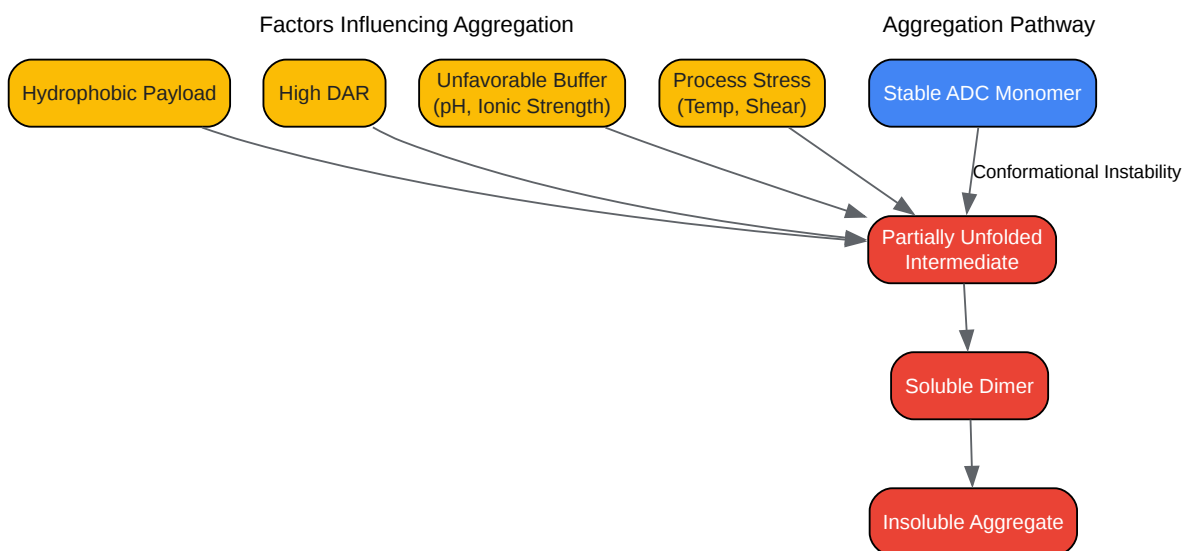 Factors Influencing Aggregation
Aggregation Pathway
Hydrophobic Payload
High DAR
Unfavorable Buffer
(pH, Ionic Strength)
Process Stress
(Temp, Shear)
Stable ADC Monomer
Conformational Instability
Partially Unfolded
Intermediate
Soluble Dimer
Insoluble Aggregate